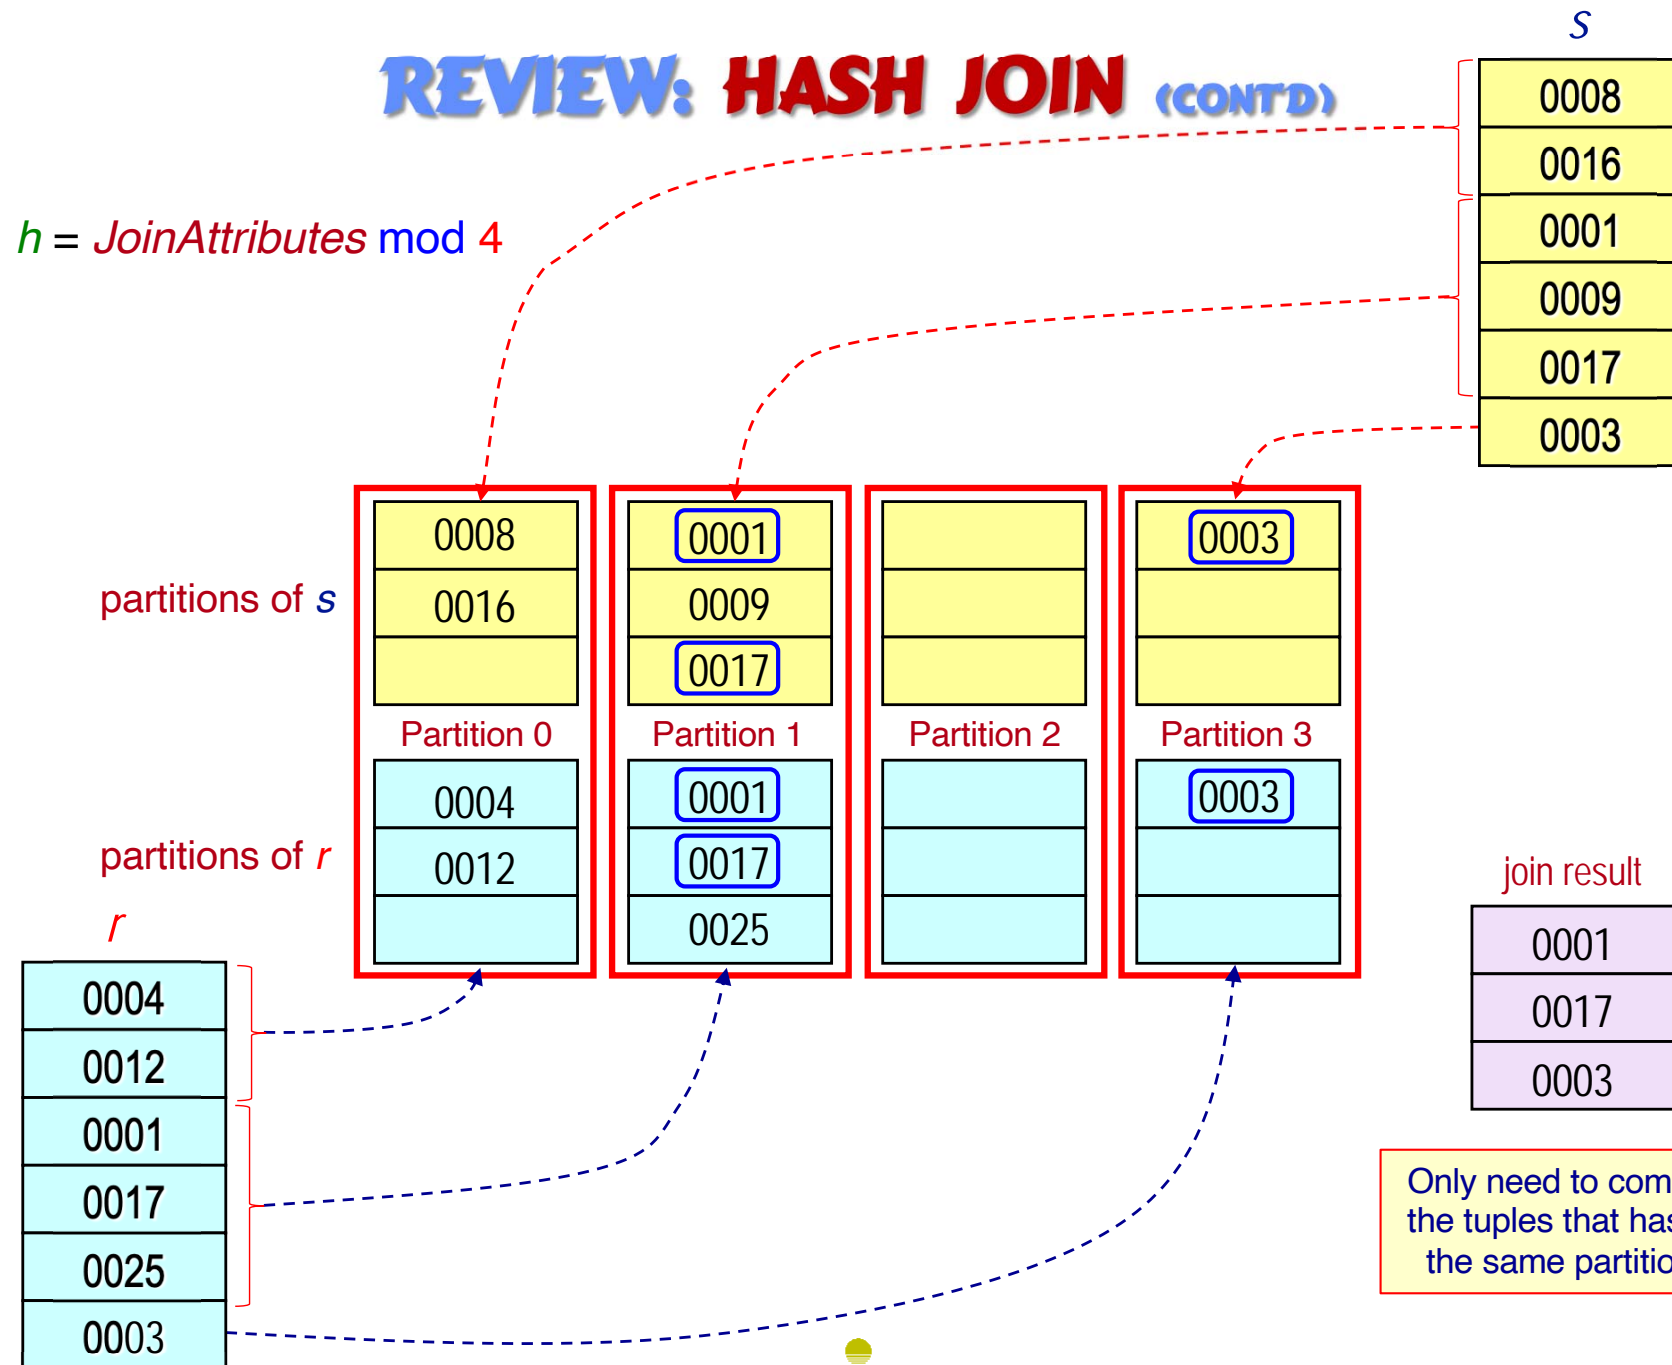 s
REVIEW: HASH JOIN (CONT'D)
0008
0016
0001
0009
0017
0003
h = JoinAttributes mod 4
partitions of s
0008
0016
0001
0009
0017
0003
Partition 0
Partition 1
Partition 2
Partition 3
partitions of r
0004
0012
0001
0017
0025
0003
r
0004
0012
0001
0017
0025
0003
join result
0001
0017
0003
Only need to com
the tuples that has
the same partitio